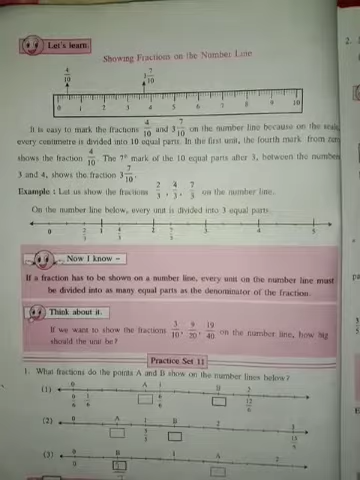 Let's learn.
Showing Fractions on the Number Line
4/10 3 7/10
0 1 2 3 4 5 6 7 8 9 10
It is easy to mark the fractions 4/10 and 3 7/10 on the number line because on the scale,
every centimetre is divided into 10 equal parts. In the first unit, the fourth mark from zero
shows the fraction 4/10. The 7th mark of the 10 equal parts after 3, between the numbers
3 and 4, shows the fraction 3 7/10.
Example : Let us show the fractions 2/3, 4/3, 7/3 on the number line.
On the number line below, every unit is divided into 3 equal parts.
0 2/3 1 4/3 2 7/3 3 4 5
Now I know –
If a fraction has to be shown on a number line, every unit on the number line must
be divided into as many equal parts as the denominator of the fraction.
Think about it.
If we want to show the fractions 3/10, 9/20, 19/40 on the number line, how big
should the unit be?
Practice Set 11
1. What fractions do the points A and B show on the number lines below?
(1) 0 A 1 B 2
0/6 1/6 6/6 12/6
(2) 0 A 1 B 2 3
(3) 0 B 1 A 2
2.